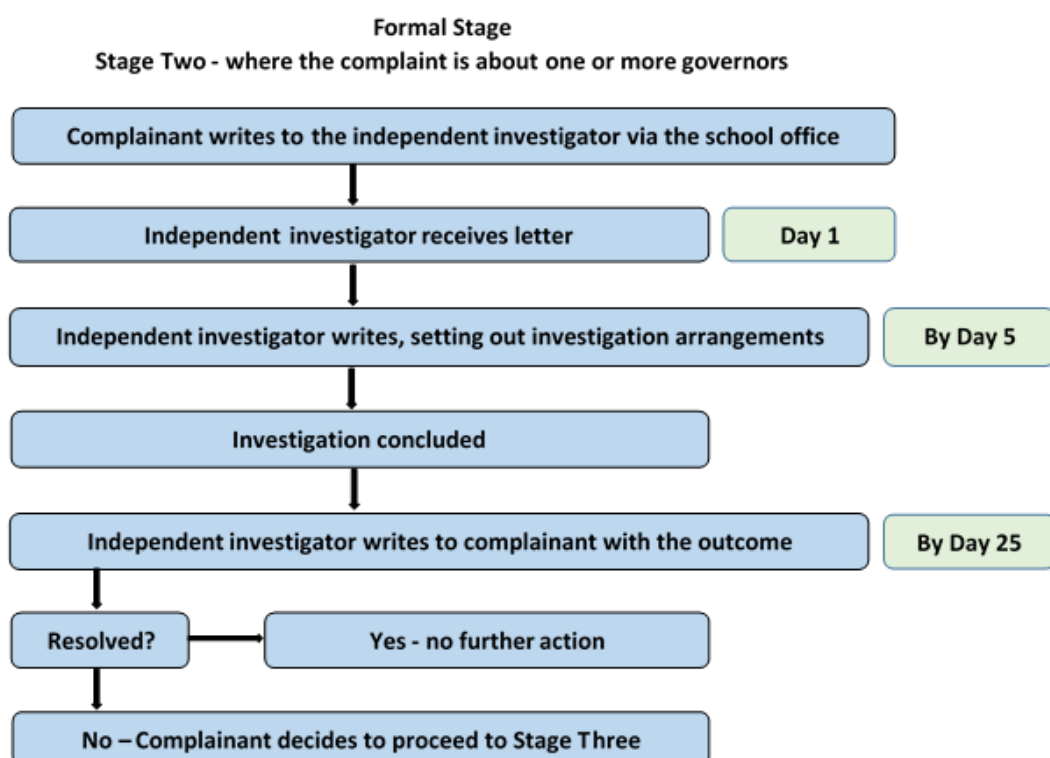 Formal Stage
Stage Two - where the complaint is about one or more governors
Complainant writes to the independent investigator via the school office
Independent investigator receives letter
Day 1
Independent investigator writes, setting out investigation arrangements
By Day 5
Investigation concluded
Independent investigator writes to complainant with the outcome
By Day 25
Resolved?
Yes - no further action
No – Complainant decides to proceed to Stage Three